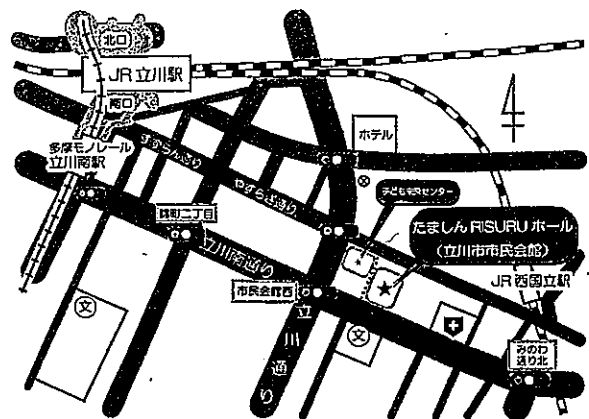 北口
JR 立川駅
南口
多摩モノレール
立川南駅
ホテル
すずらん通り
やすらぎ通り
子ども未来センター
錦町二丁目
たましん RISURU ホール
(立川市市民会館)
立川南通り
JR 西国立駅
市民会館西
文
立川通り
文
みのわ
通り北